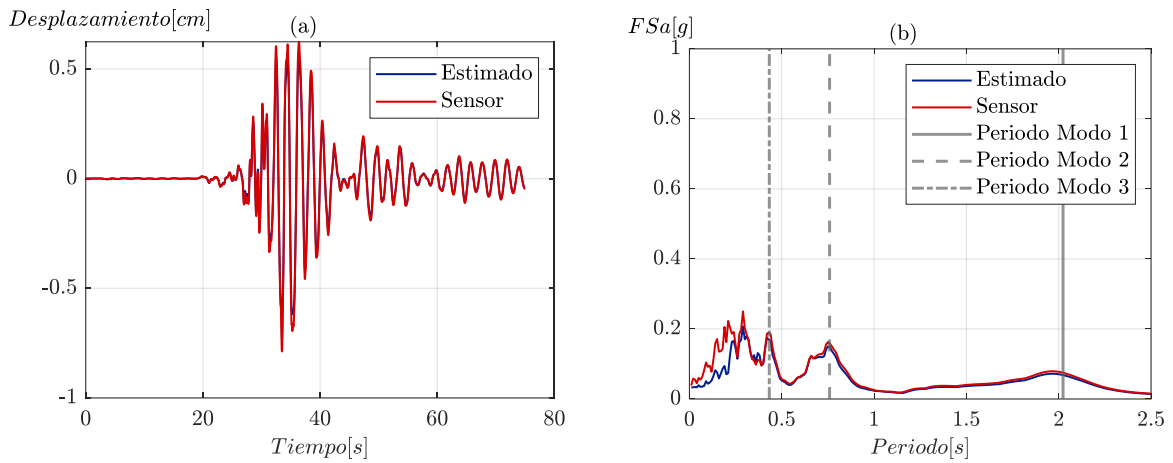 Desplazamiento[cm]
(a)
0.5
0
-0.5
-1
0
20
40
60
80
Tiempo[s]
Estimado
Sensor
FSa[g]
(b)
1
0.8
0.6
0.4
0.2
0
0
0.5
1
1.5
2
2.5
Periodo[s]
Estimado
Sensor
Periodo Modo 1
Periodo Modo 2
Periodo Modo 3